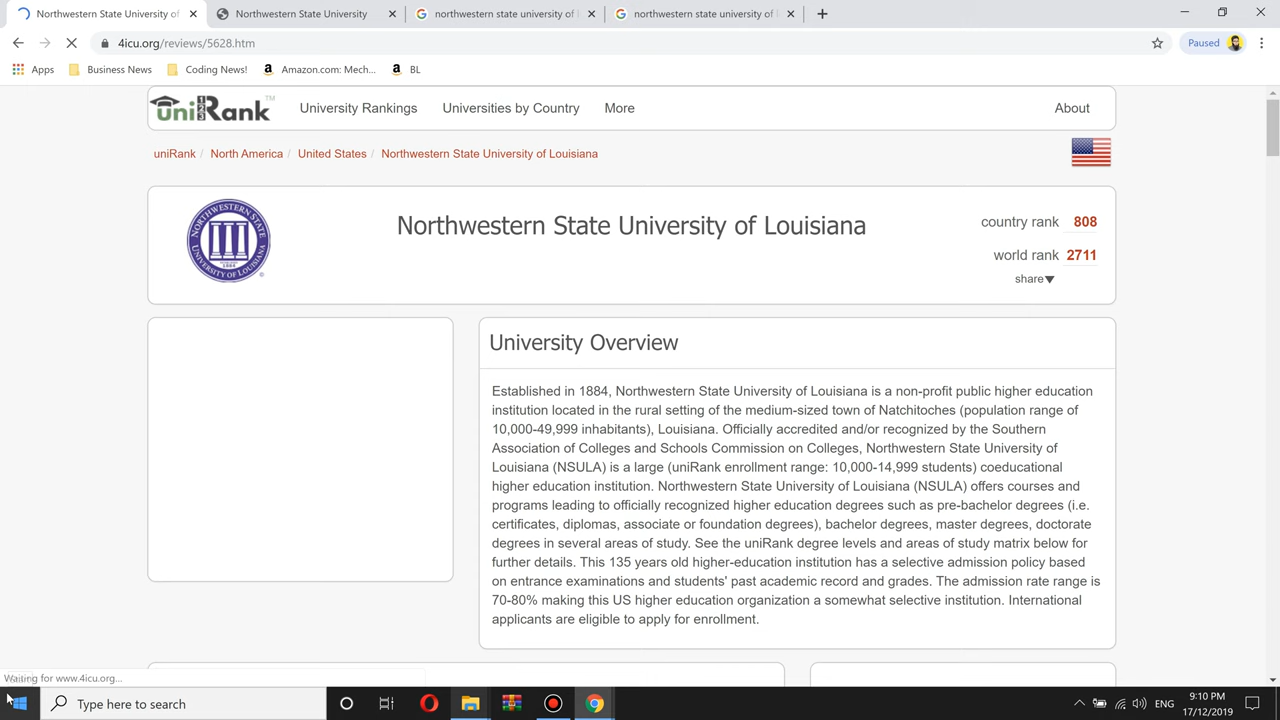 Northwestern State University of
Northwestern State University
northwestern state university of l
northwestern state university of l
4icu.org/reviews/5628.htm
Paused
Apps
Business News
Coding News!
Amazon.com: Mech...
BL
uniRank™
University Rankings
Universities by Country
More
About
uniRank / North America / United States / Northwestern State University of Louisiana
NORTHWESTERN STATE
UNIVERSITY OF LOUISIANA
1884
Northwestern State University of Louisiana
country rank 808
world rank 2711
share▼
University Overview
Established in 1884, Northwestern State University of Louisiana is a non-profit public higher education
institution located in the rural setting of the medium-sized town of Natchitoches (population range of
10,000-49,999 inhabitants), Louisiana. Officially accredited and/or recognized by the Southern
Association of Colleges and Schools Commission on Colleges, Northwestern State University of
Louisiana (NSULA) is a large (uniRank enrollment range: 10,000-14,999 students) coeducational
higher education institution. Northwestern State University of Louisiana (NSULA) offers courses and
programs leading to officially recognized higher education degrees such as pre-bachelor degrees (i.e.
certificates, diplomas, associate or foundation degrees), bachelor degrees, master degrees, doctorate
degrees in several areas of study. See the uniRank degree levels and areas of study matrix below for
further details. This 135 years old higher-education institution has a selective admission policy based
on entrance examinations and students' past academic record and grades. The admission rate range is
70-80% making this US higher education organization a somewhat selective institution. International
applicants are eligible to apply for enrollment.
Waiting for www.4icu.org...
Type here to search
ENG
9:10 PM
17/12/2019